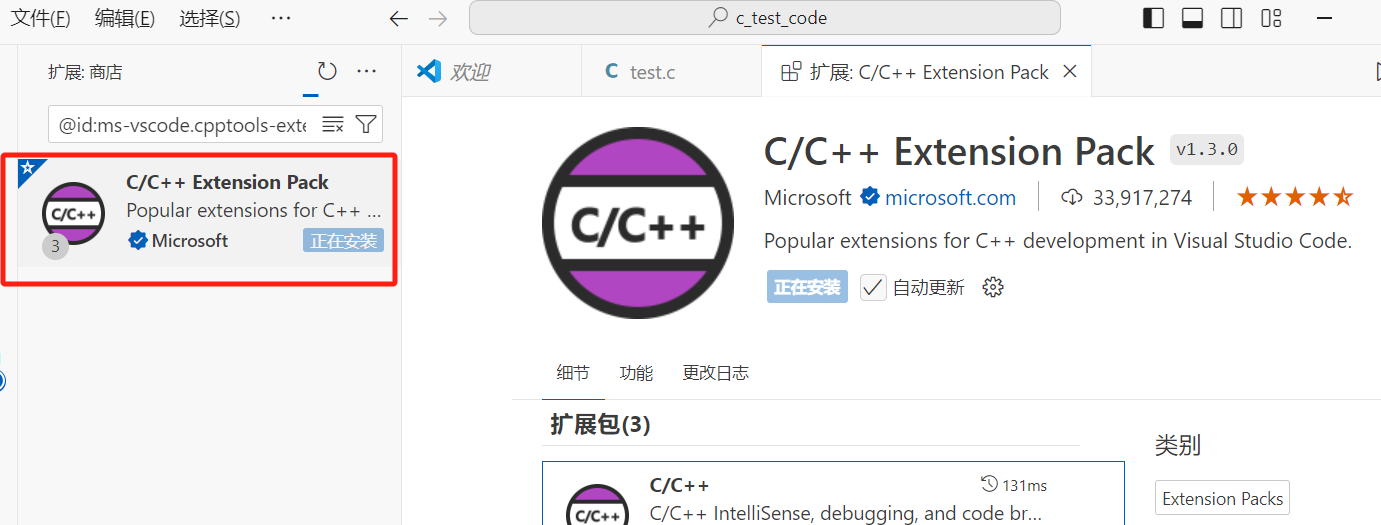 文件(F) 编辑(E) 选择(S) ··· c_test_code
扩展: 商店
@id:ms-vscode.cpptools-exte
C/C++ Extension Pack
Popular extensions for C++ ...
Microsoft 正在安装
C/C++
3
欢迎 C test.c 扩展: C/C++ Extension Pack
C/C++
C/C++ Extension Pack v1.3.0
Microsoft microsoft.com 33,917,274
Popular extensions for C++ development in Visual Studio Code.
正在安装 自动更新
细节 功能 更改日志
扩展包(3)
C/C++ 131ms
C/C++ IntelliSense, debugging, and code br...
C/C++
类别
Extension Packs